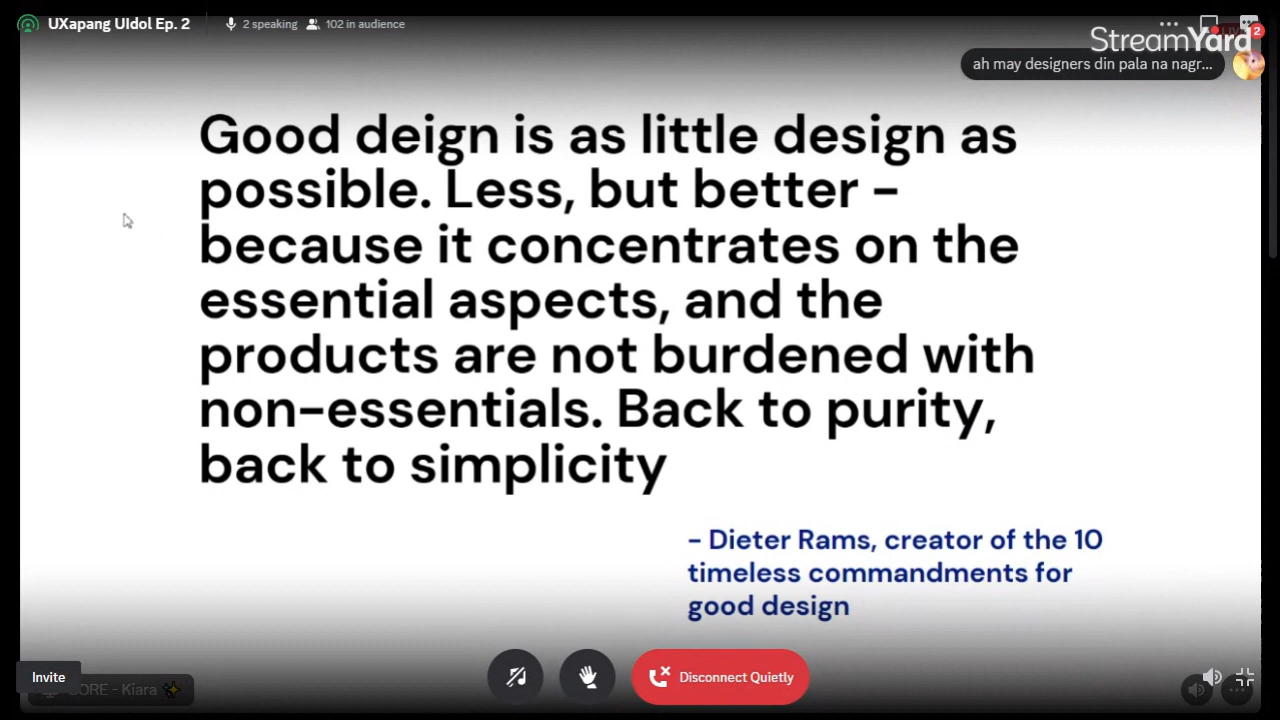 UXapang UIdol Ep. 2
2 speaking
102 in audience
StreamYard
2
ah may designers din pala na nagr...
Good deign is as little design as
possible. Less, but better -
because it concentrates on the
essential aspects, and the
products are not burdened with
non-essentials. Back to purity,
back to simplicity
- Dieter Rams, creator of the 10
timeless commandments for
good design
Invite
CORE - Kiara ✨
Disconnect Quietly